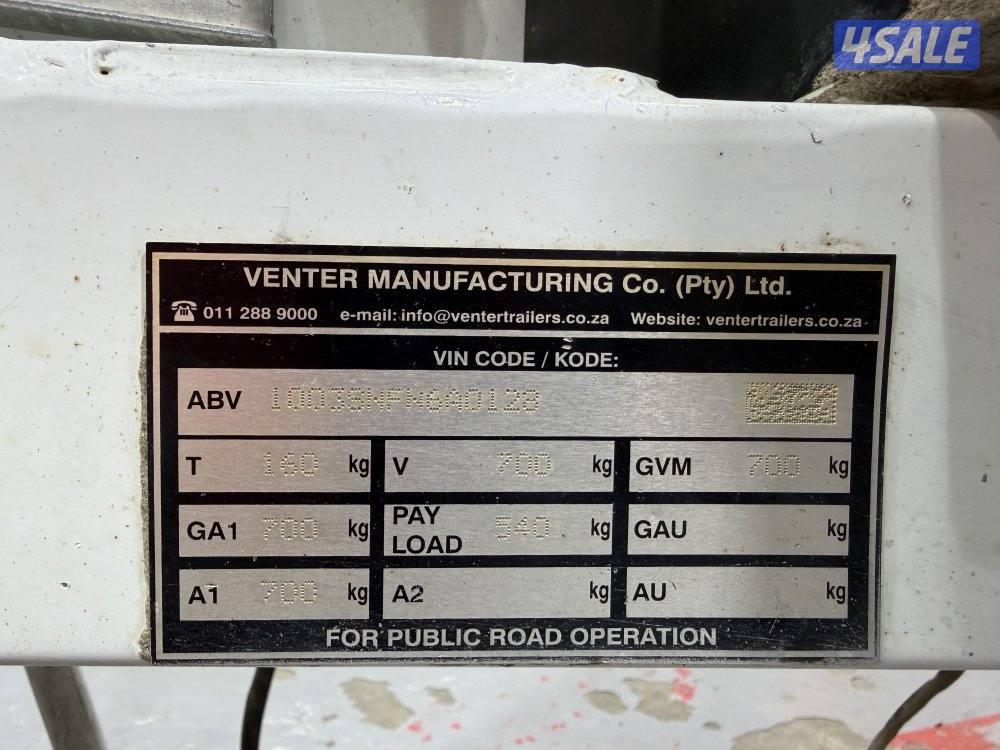 4SALE
VENTER MANUFACTURING Co. (Pty) Ltd.
☎ 011 288 9000 e-mail: info@ventertrailers.co.za Website: ventertrailers.co.za
VIN CODE / KODE:
ABV
T 160 kg V 700 kg GVM 700 kg
GA1 700 kg PAY LOAD 540 kg GAU kg
A1 700 kg A2 kg AU kg
FOR PUBLIC ROAD OPERATION